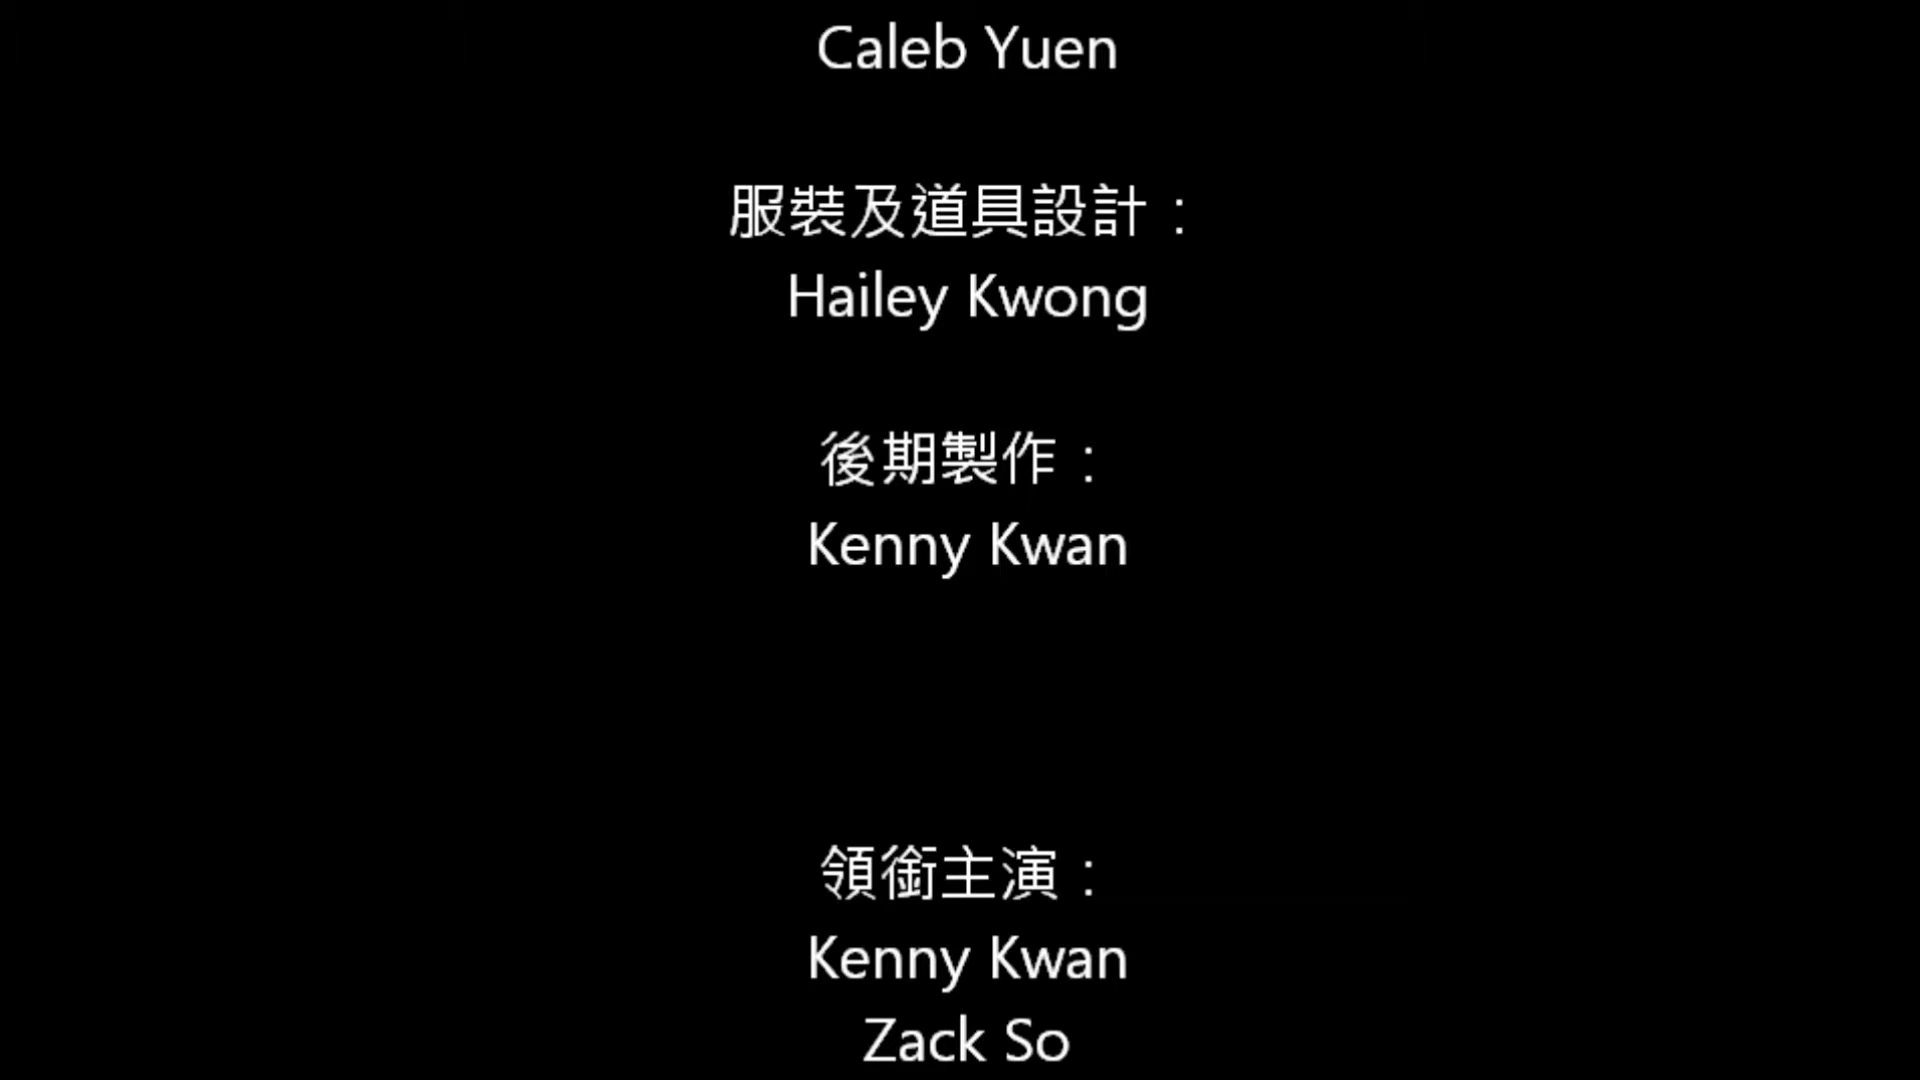 Caleb Yuen
服裝及道具設計：
Hailey Kwong
後期製作：
Kenny Kwan
領銜主演：
Kenny Kwan
Zack So